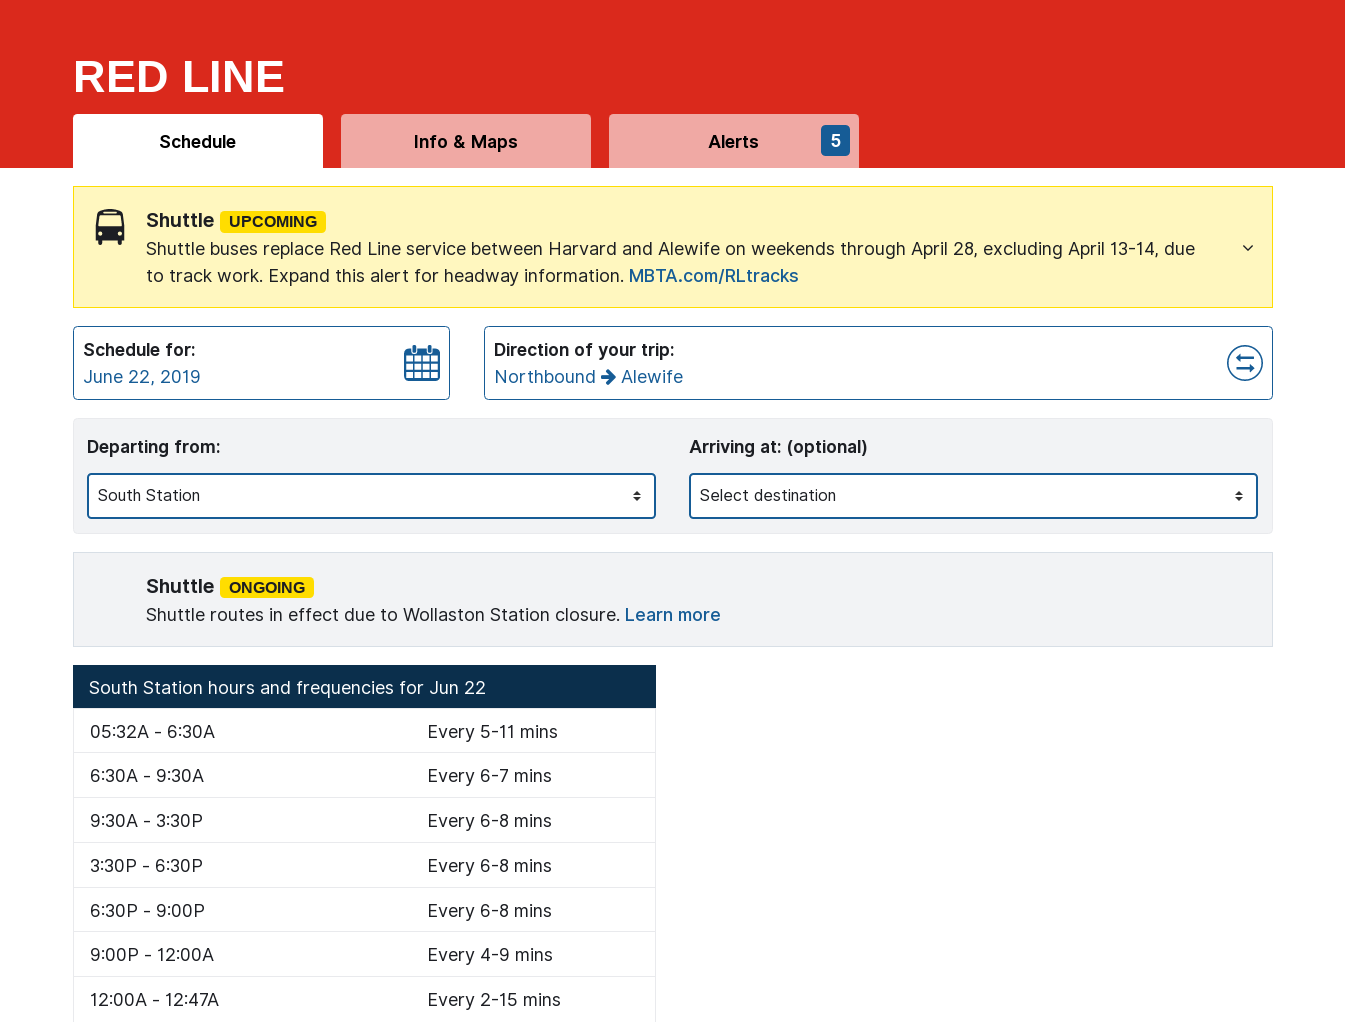 RED LINE
Schedule
Info & Maps
Alerts
5
Shuttle UPCOMING
Shuttle buses replace Red Line service between Harvard and Alewife on weekends through April 28, excluding April 13-14, due
to track work. Expand this alert for headway information. MBTA.com/RLtracks
Schedule for:
June 22, 2019
Direction of your trip:
Northbound → Alewife
Departing from:
South Station
Arriving at: (optional)
Select destination
Shuttle ONGOING
Shuttle routes in effect due to Wollaston Station closure. Learn more
South Station hours and frequencies for Jun 22
05:32A - 6:30A Every 5-11 mins
6:30A - 9:30A Every 6-7 mins
9:30A - 3:30P Every 6-8 mins
3:30P - 6:30P Every 6-8 mins
6:30P - 9:00P Every 6-8 mins
9:00P - 12:00A Every 4-9 mins
12:00A - 12:47A Every 2-15 mins